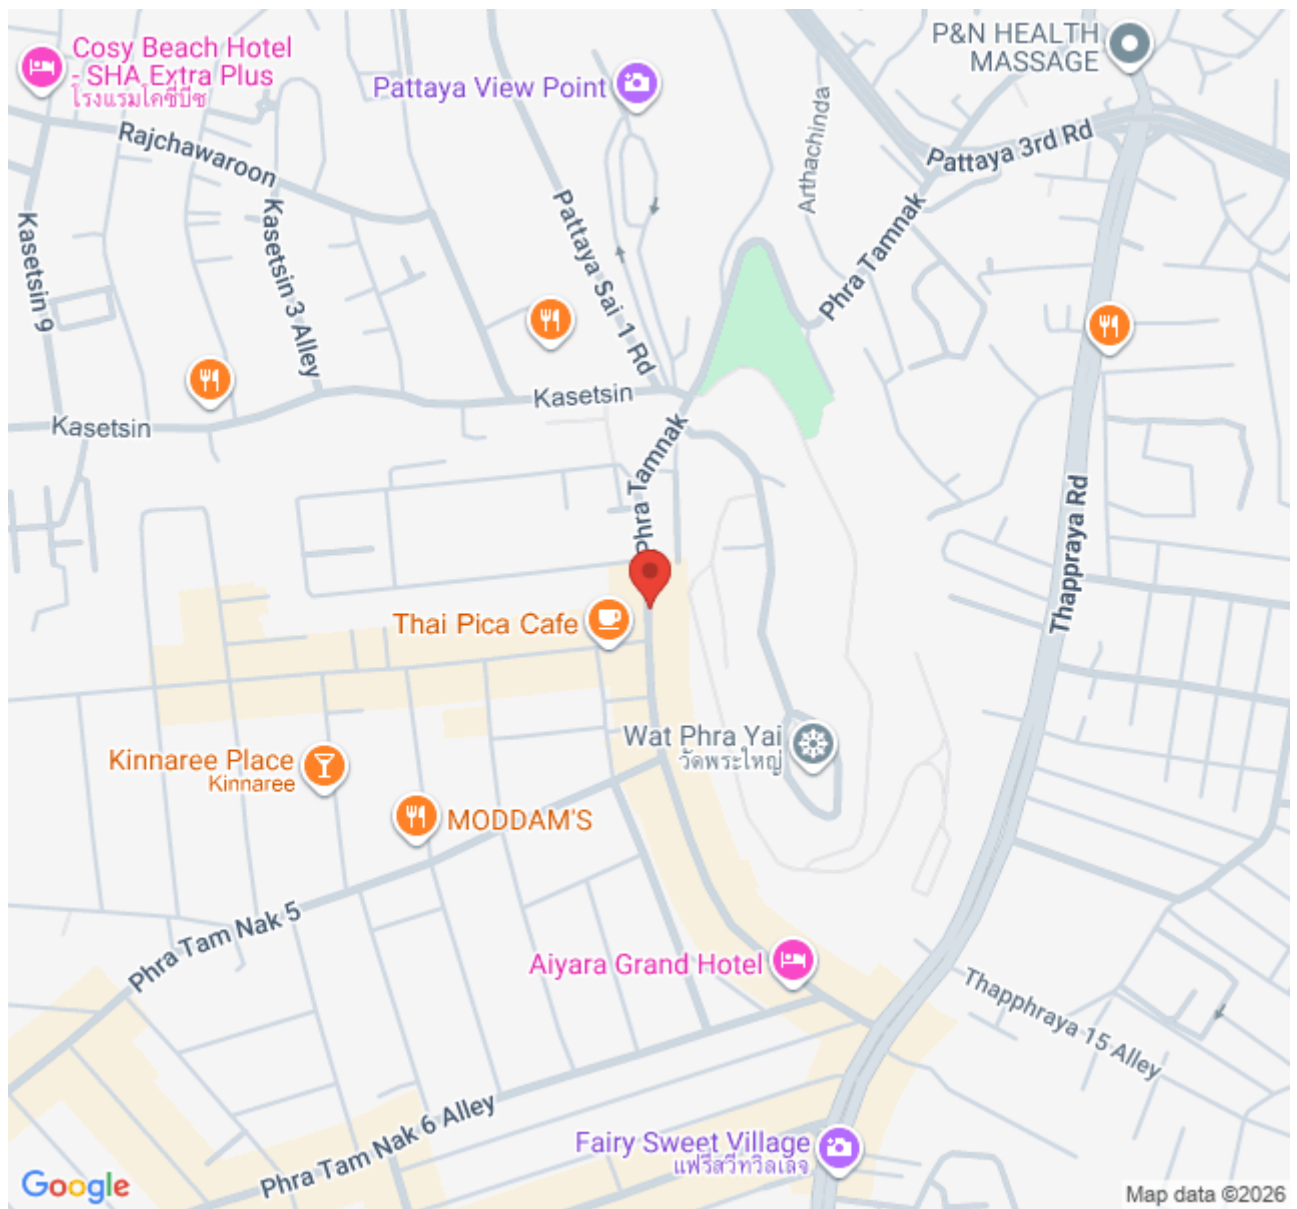 Cosy Beach Hotel
- SHA Extra Plus
โรงแรมโคซี่บีช
P&N HEALTH
MASSAGE
Pattaya View Point
Rajchawaroon
Arthachinda
Pattaya 3rd Rd
Kasetsin 9
Kasetsin 3 Alley
Pattaya Sai 1 Rd
Phra Tamnak
Kasetsin
Kasetsin
Phra Tamnak
Thappraya Rd
Thai Pica Cafe
Wat Phra Yai
วัดพระใหญ่
Kinnaree Place
Kinnaree
MODDAM'S
Phra Tam Nak 5
Aiyara Grand Hotel
Thapphraya 15 Alley
Phra Tam Nak 6 Alley
Fairy Sweet Village
แฟรี่สวีทวิลเลจ
Google
Map data ©2026